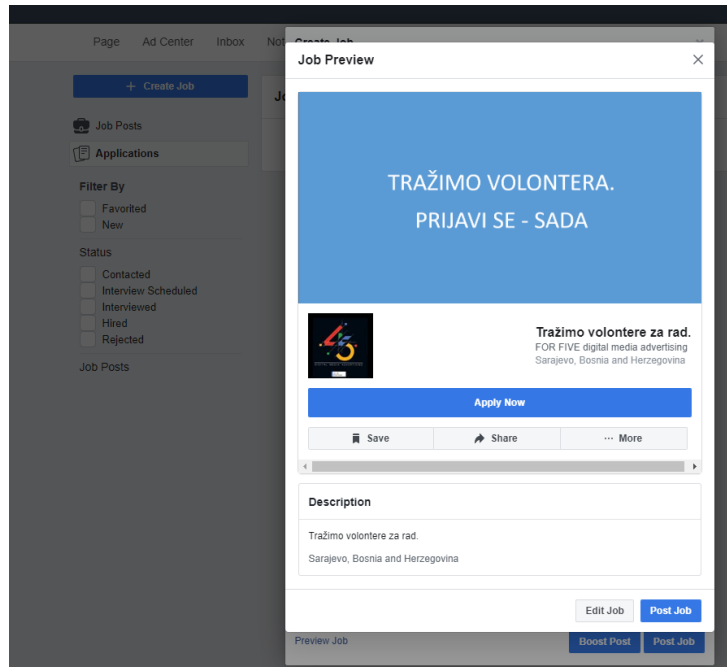 Page Ad Center Inbox Not
Create Job
+ Create Job
Job Posts
Applications
Filter By
Favorited
New
Status
Contacted
Interview Scheduled
Interviewed
Hired
Rejected
Job Posts
Job Preview
TRAŽIMO VOLONTERA.
PRIJAVI SE - SADA
Tražimo volontere za rad.
FOR FIVE digital media advertising
Sarajevo, Bosnia and Herzegovina
Apply Now
Save Share More
Description
Tražimo volontere za rad.
Sarajevo, Bosnia and Herzegovina
Edit Job Post Job
Preview Job Boost Post Post Job